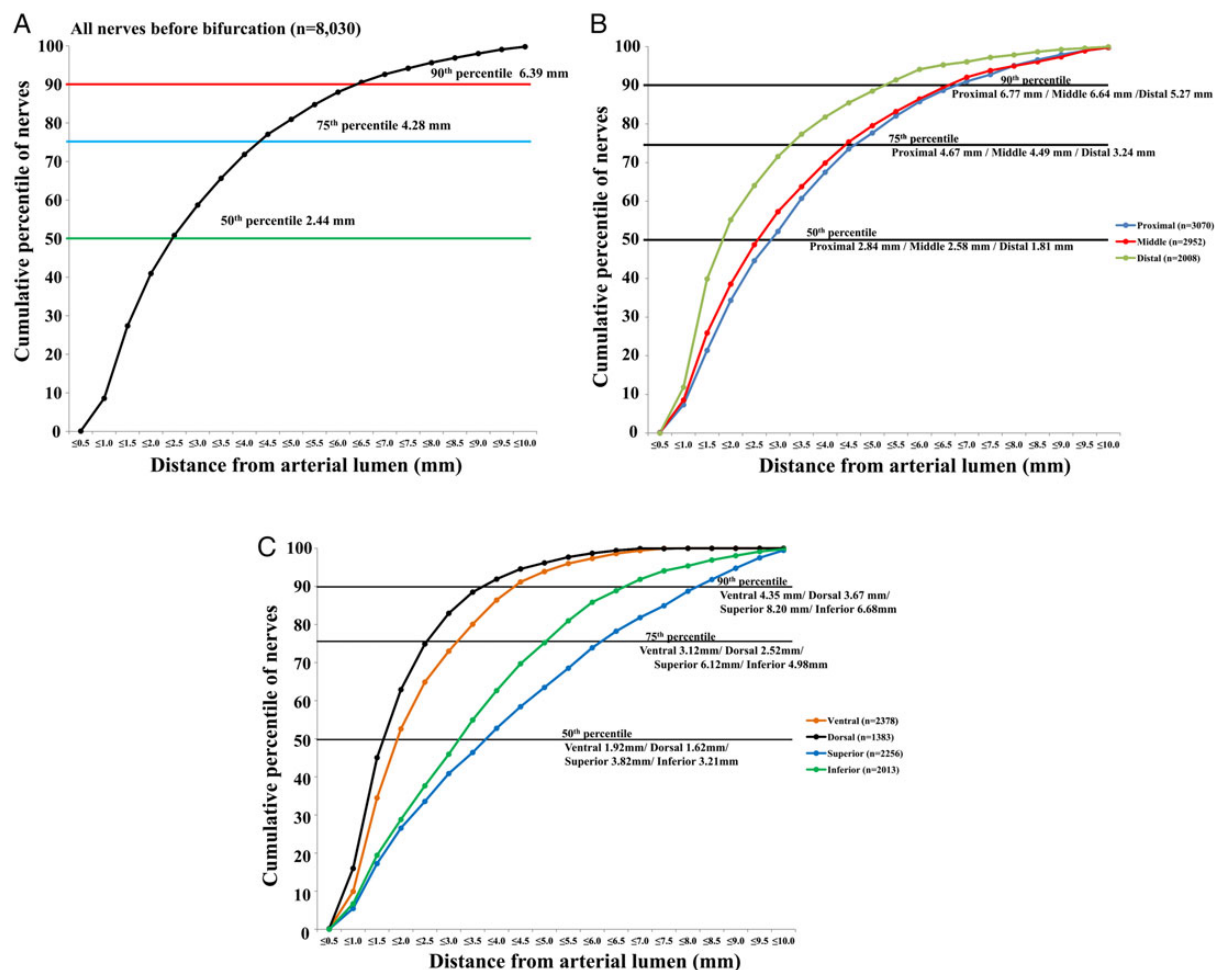 A
All nerves before bifurcation (n=8,030)
100
90
80
70
60
50
40
30
20
10
0
Cumulative percentile of nerves
90th percentile 6.39 mm
75th percentile 4.28 mm
50th percentile 2.44 mm
≤0.5 ≤1.0 ≤1.5 ≤2.0 ≤2.5 ≤3.0 ≤3.5 ≤4.0 ≤4.5 ≤5.0 ≤5.5 ≤6.0 ≤6.5 ≤7.0 ≤7.5 ≤8.0 ≤8.5 ≤9.0 ≤9.5 ≤10.0
Distance from arterial lumen (mm)
B
100
90
80
70
60
50
40
30
20
10
0
Cumulative percentile of nerves
90th percentile
Proximal 6.77 mm / Middle 6.64 mm /Distal 5.27 mm
75th percentile
Proximal 4.67 mm / Middle 4.49 mm / Distal 3.24 mm
50th percentile
Proximal 2.84 mm / Middle 2.58 mm / Distal 1.81 mm
Proximal (n=3070)
Middle (n=2952)
Distal (n=2008)
≤0.5 ≤1.0 ≤1.5 ≤2.0 ≤2.5 ≤3.0 ≤3.5 ≤4.0 ≤4.5 ≤5.0 ≤5.5 ≤6.0 ≤6.5 ≤7.0 ≤7.5 ≤8.0 ≤8.5 ≤9.0 ≤9.5 ≤10.0
Distance from arterial lumen (mm)
C
100
90
80
70
60
50
40
30
20
10
0
Cumulative percentile of nerves
90th percentile
Ventral 4.35 mm/ Dorsal 3.67 mm/
Superior 8.20 mm/ Inferior 6.68mm
75th percentile
Ventral 3.12mm/ Dorsal 2.52mm/
Superior 6.12mm/ Inferior 4.98mm
50th percentile
Ventral 1.92mm/ Dorsal 1.62mm/
Superior 3.82mm/ Inferior 3.21mm
Ventral (n=2378)
Dorsal (n=1383)
Superior (n=2256)
Inferior (n=2013)
≤0.5 ≤1.0 ≤1.5 ≤2.0 ≤2.5 ≤3.0 ≤3.5 ≤4.0 ≤4.5 ≤5.0 ≤5.5 ≤6.0 ≤6.5 ≤7.0 ≤7.5 ≤8.0 ≤8.5 ≤9.0 ≤9.5 ≤10.0
Distance from arterial lumen (mm)